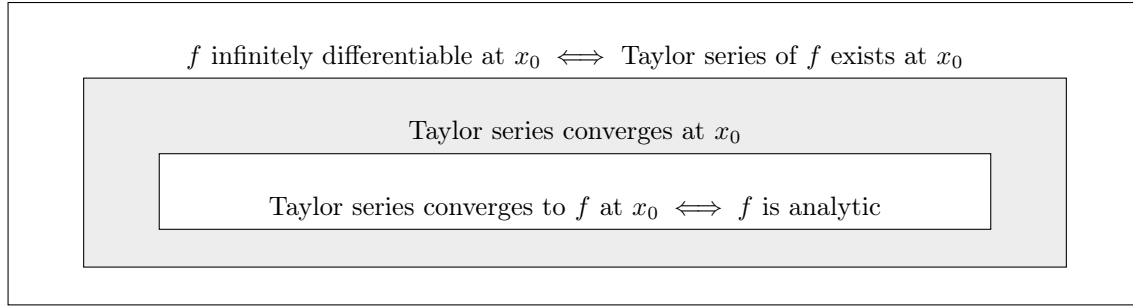 f infinitely differentiable at x₀ ⟺ Taylor series of f exists at x₀
Taylor series converges at x₀
Taylor series converges to f at x₀ ⟺ f is analytic